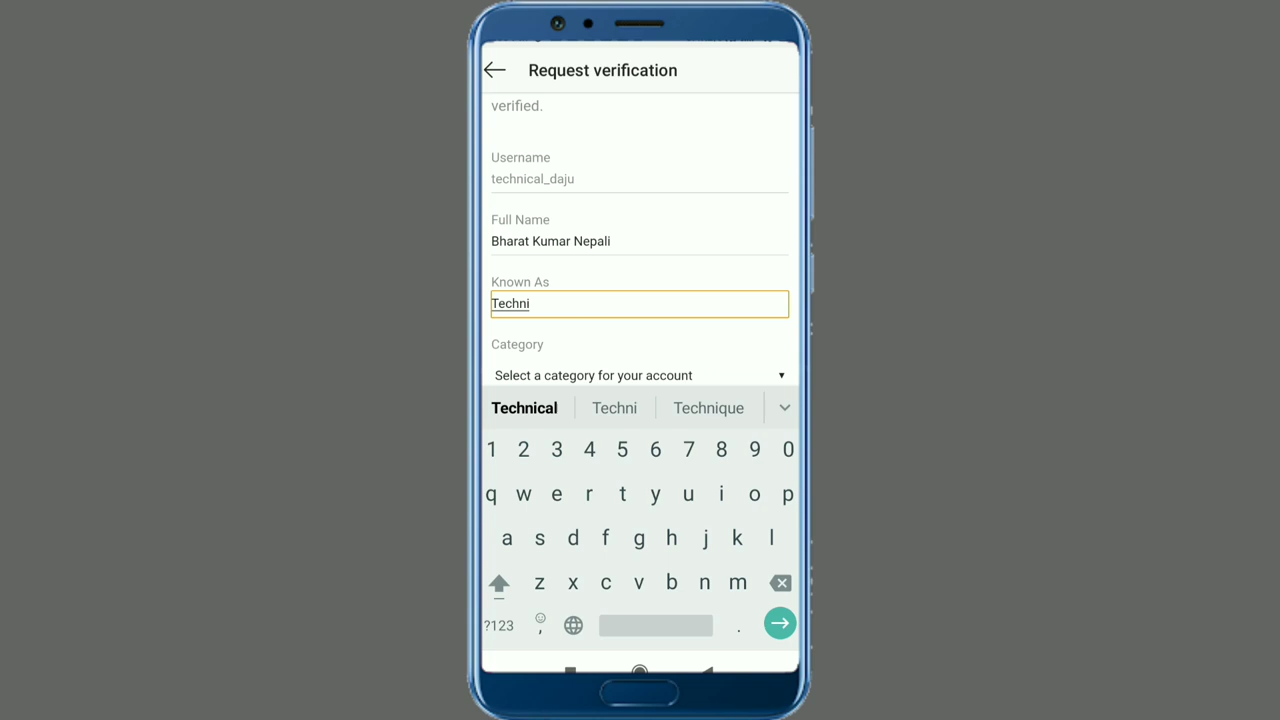 Request verification
verified.
Username
technical_daju
Full Name
Bharat Kumar Nepali
Known As
Techni
Category
Select a category for your account
Technical Techni Technique
1 2 3 4 5 6 7 8 9 0
q w e r t y u i o p
a s d f g h j k l
z x c v b n m
?123 , .